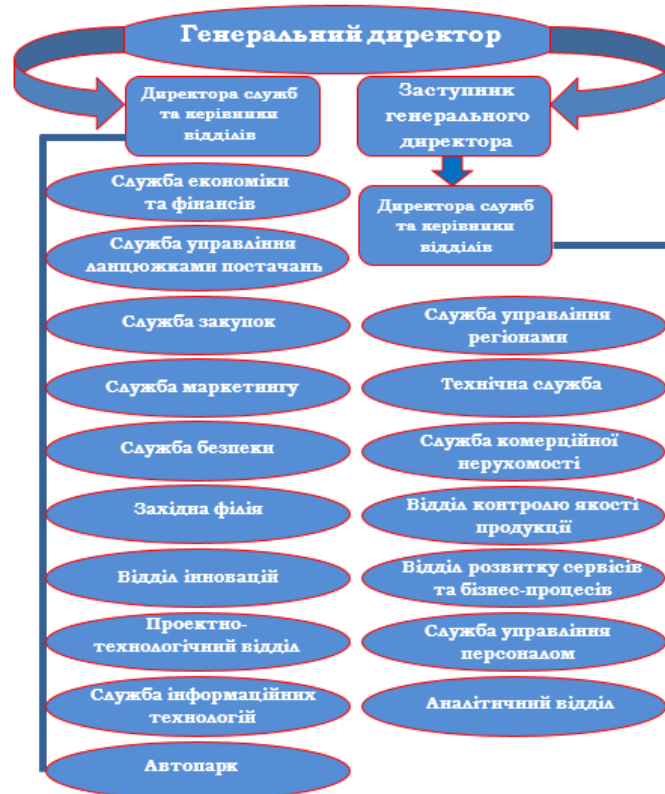 Генеральний директор
Директора служб
та керівники
відділів
Заступник
генерального
директора
Служба економіки
та фінансів
Служба управління
ланцюжками постачань
Служба закупок
Служба маркетингу
Служба безпеки
Західна філія
Відділ інновацій
Проектно-
технологічний відділ
Служба інформаційних
технологій
Автопарк
Директора служб
та керівники
відділів
Служба управління
регіонами
Технічна служба
Служба комерційної
нерухомості
Відділ контролю якості
продукції
Відділ розвитку сервісів
та бізнес-процесів
Служба управління
персоналом
Аналітичний відділ